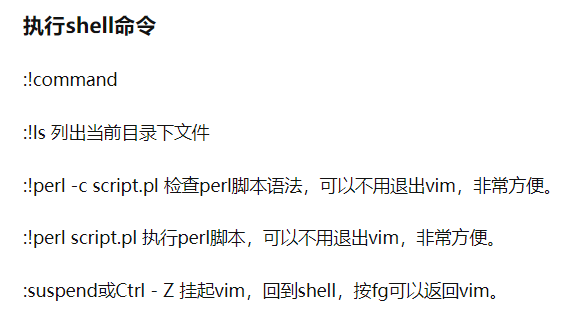 执行shell命令
:!command
:!ls 列出当前目录下文件
:!perl -c script.pl 检查perl脚本语法，可以不用退出vim，非常方便。
:!perl script.pl 执行perl脚本，可以不用退出vim，非常方便。
:suspend或Ctrl - Z 挂起vim，回到shell，按fg可以返回vim。